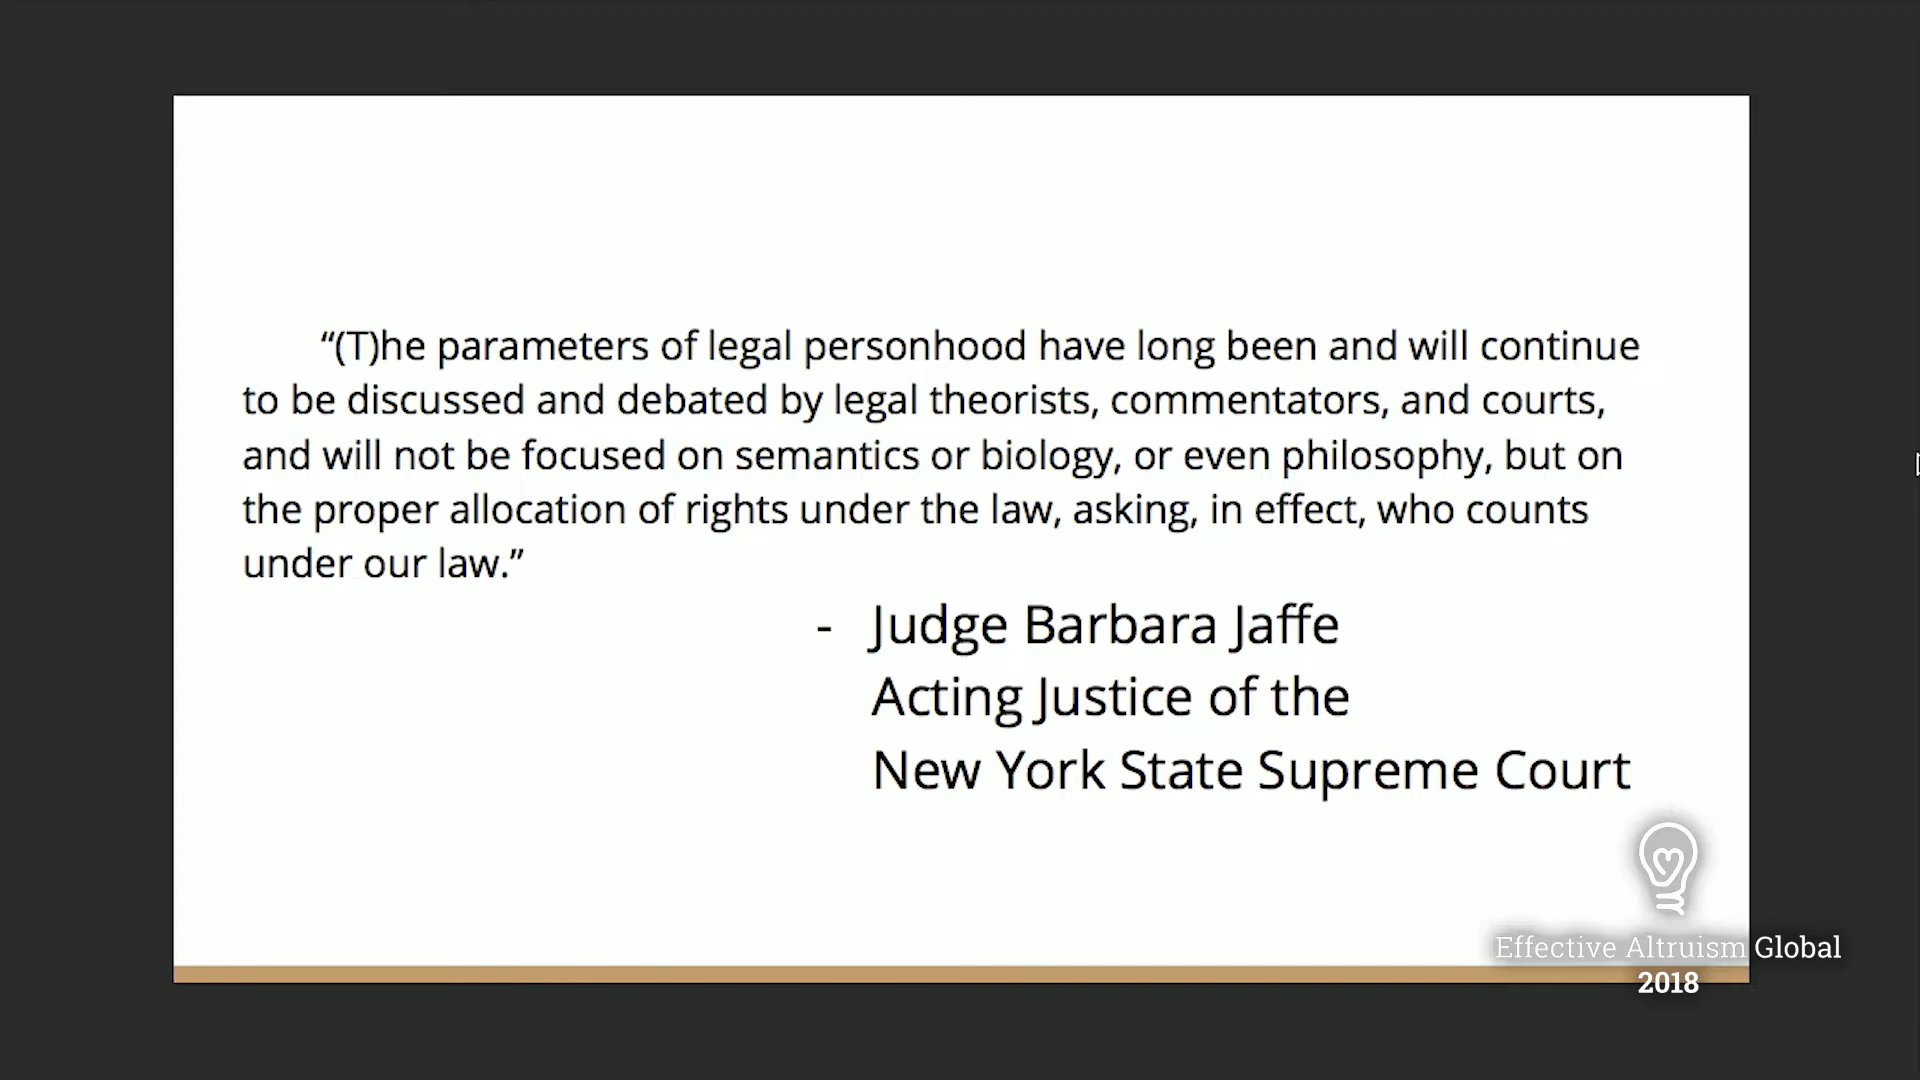 “(T)he parameters of legal personhood have long been and will continue
to be discussed and debated by legal theorists, commentators, and courts,
and will not be focused on semantics or biology, or even philosophy, but on
the proper allocation of rights under the law, asking, in effect, who counts
under our law.”
- Judge Barbara Jaffe
Acting Justice of the
New York State Supreme Court
Effective Altruism Global
2018